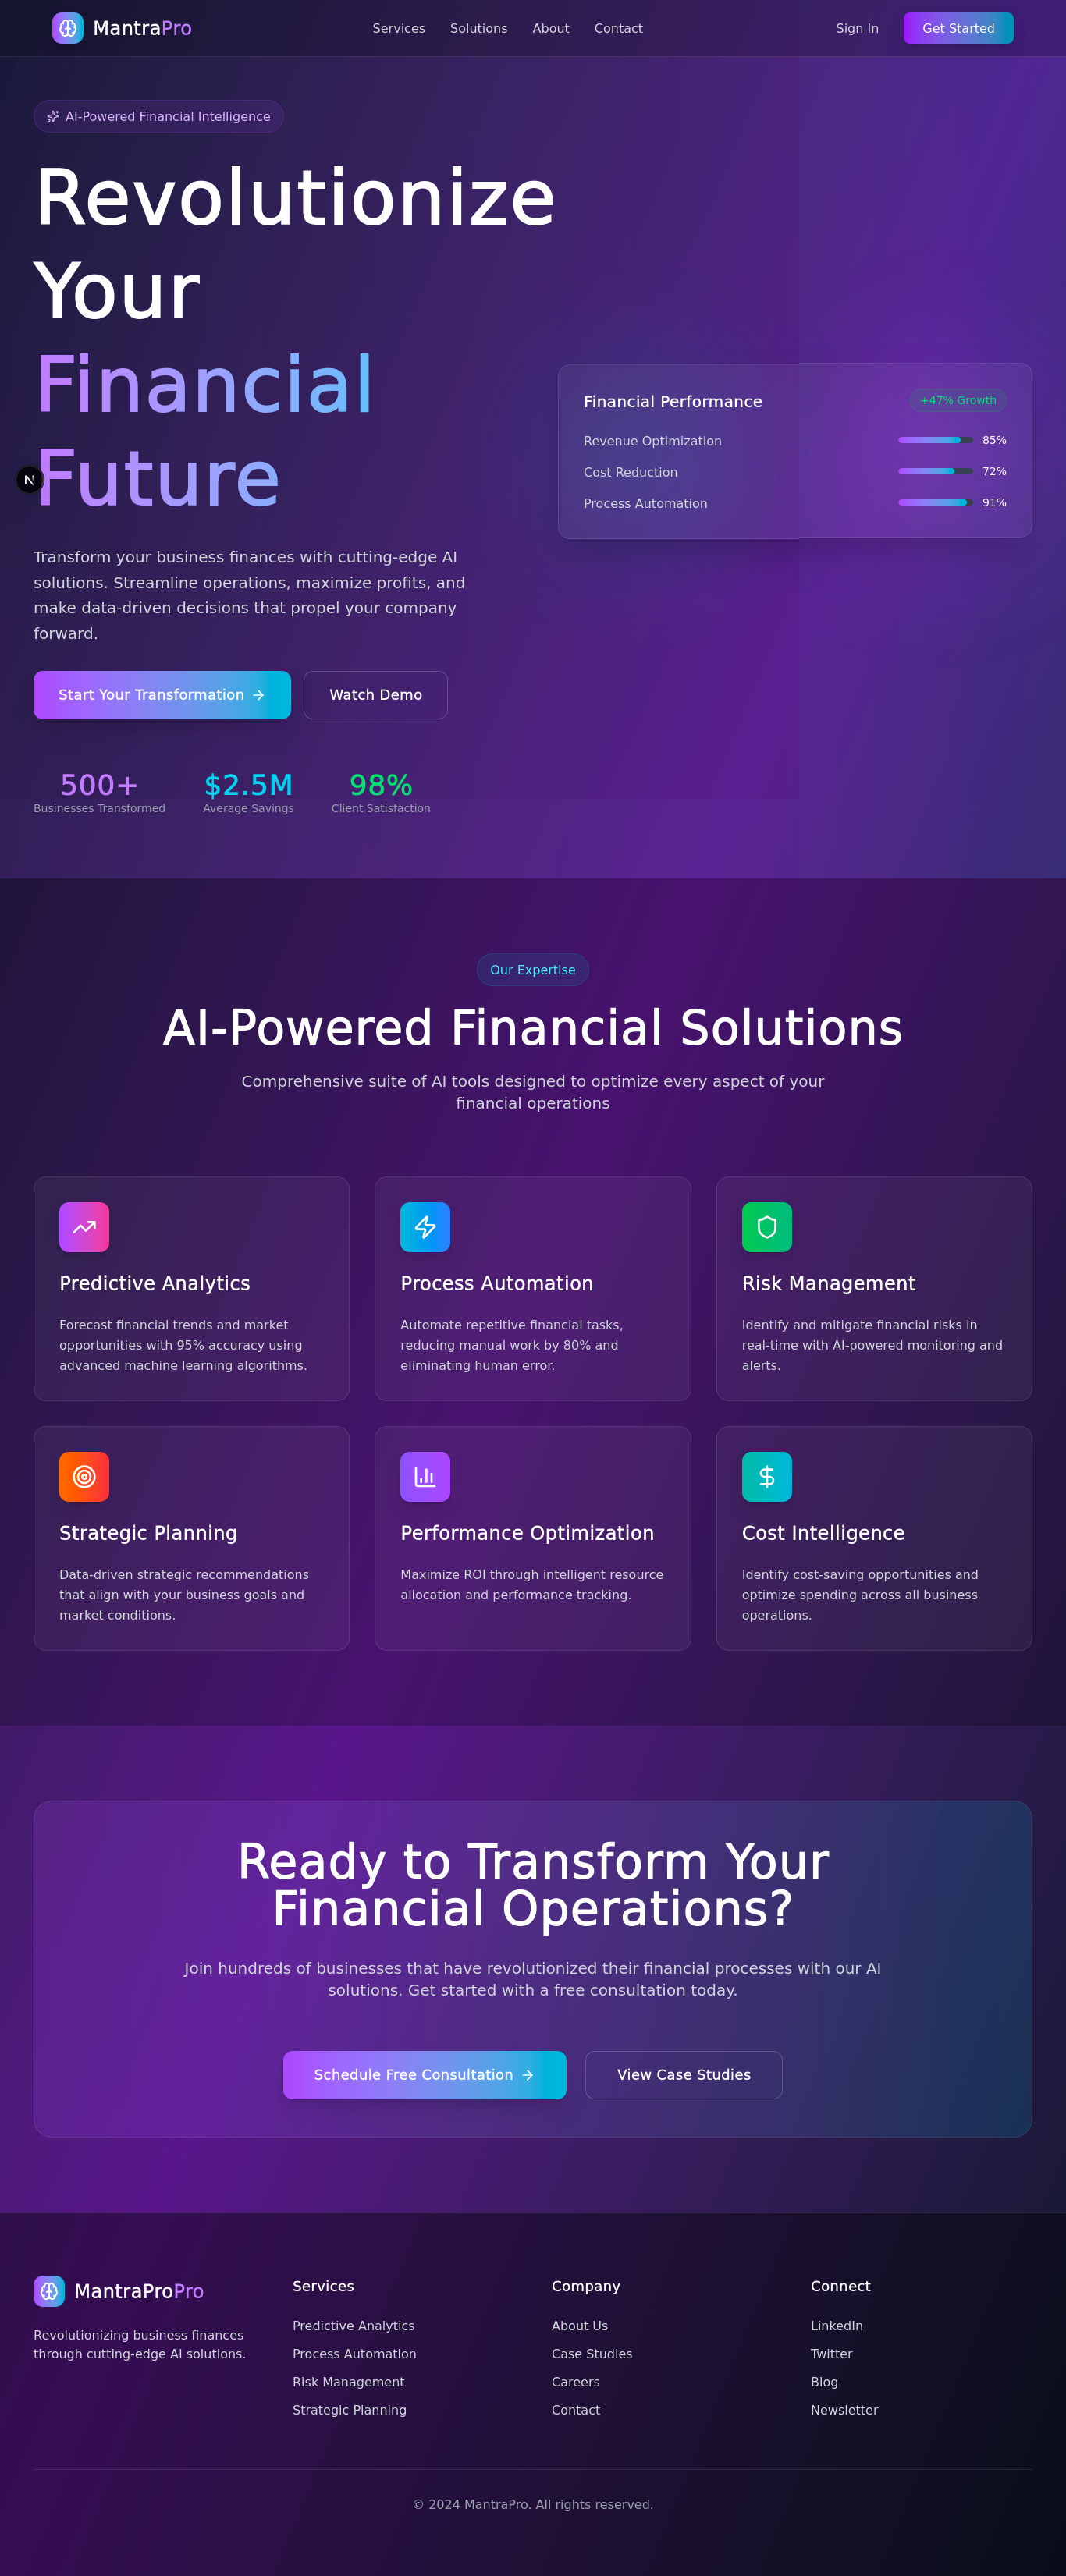 MantraPro
Services
Solutions
About
Contact
Sign In
Get Started
AI-Powered Financial Intelligence
Revolutionize
Your
Financial
Future
N
Transform your business finances with cutting-edge AI
solutions. Streamline operations, maximize profits, and
make data-driven decisions that propel your company
forward.
Start Your Transformation
Watch Demo
500+
Businesses Transformed
$2.5M
Average Savings
98%
Client Satisfaction
Financial Performance
+47% Growth
Revenue Optimization
85%
Cost Reduction
72%
Process Automation
91%
Our Expertise
AI-Powered Financial Solutions
Comprehensive suite of AI tools designed to optimize every aspect of your
financial operations
Predictive Analytics
Forecast financial trends and market
opportunities with 95% accuracy using
advanced machine learning algorithms.
Process Automation
Automate repetitive financial tasks,
reducing manual work by 80% and
eliminating human error.
Risk Management
Identify and mitigate financial risks in
real-time with AI-powered monitoring and
alerts.
Strategic Planning
Data-driven strategic recommendations
that align with your business goals and
market conditions.
Performance Optimization
Maximize ROI through intelligent resource
allocation and performance tracking.
Cost Intelligence
Identify cost-saving opportunities and
optimize spending across all business
operations.
Ready to Transform Your
Financial Operations?
Join hundreds of businesses that have revolutionized their financial processes with our AI
solutions. Get started with a free consultation today.
Schedule Free Consultation
View Case Studies
MantraProPro
Revolutionizing business finances
through cutting-edge AI solutions.
Services
Predictive Analytics
Process Automation
Risk Management
Strategic Planning
Company
About Us
Case Studies
Careers
Contact
Connect
LinkedIn
Twitter
Blog
Newsletter
© 2024 MantraPro. All rights reserved.